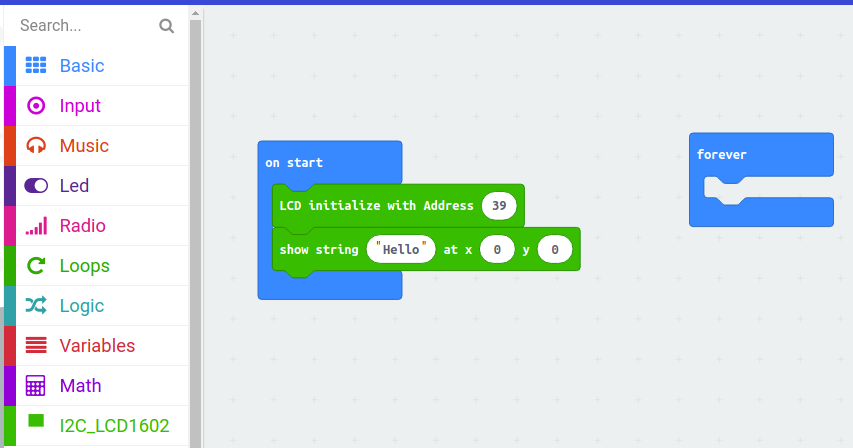 Search...
Basic
Input
Music
Led
Radio
Loops
Logic
Variables
Math
I2C_LCD1602
on start
LCD initialize with Address 39
show string "Hello" at x 0 y 0
forever